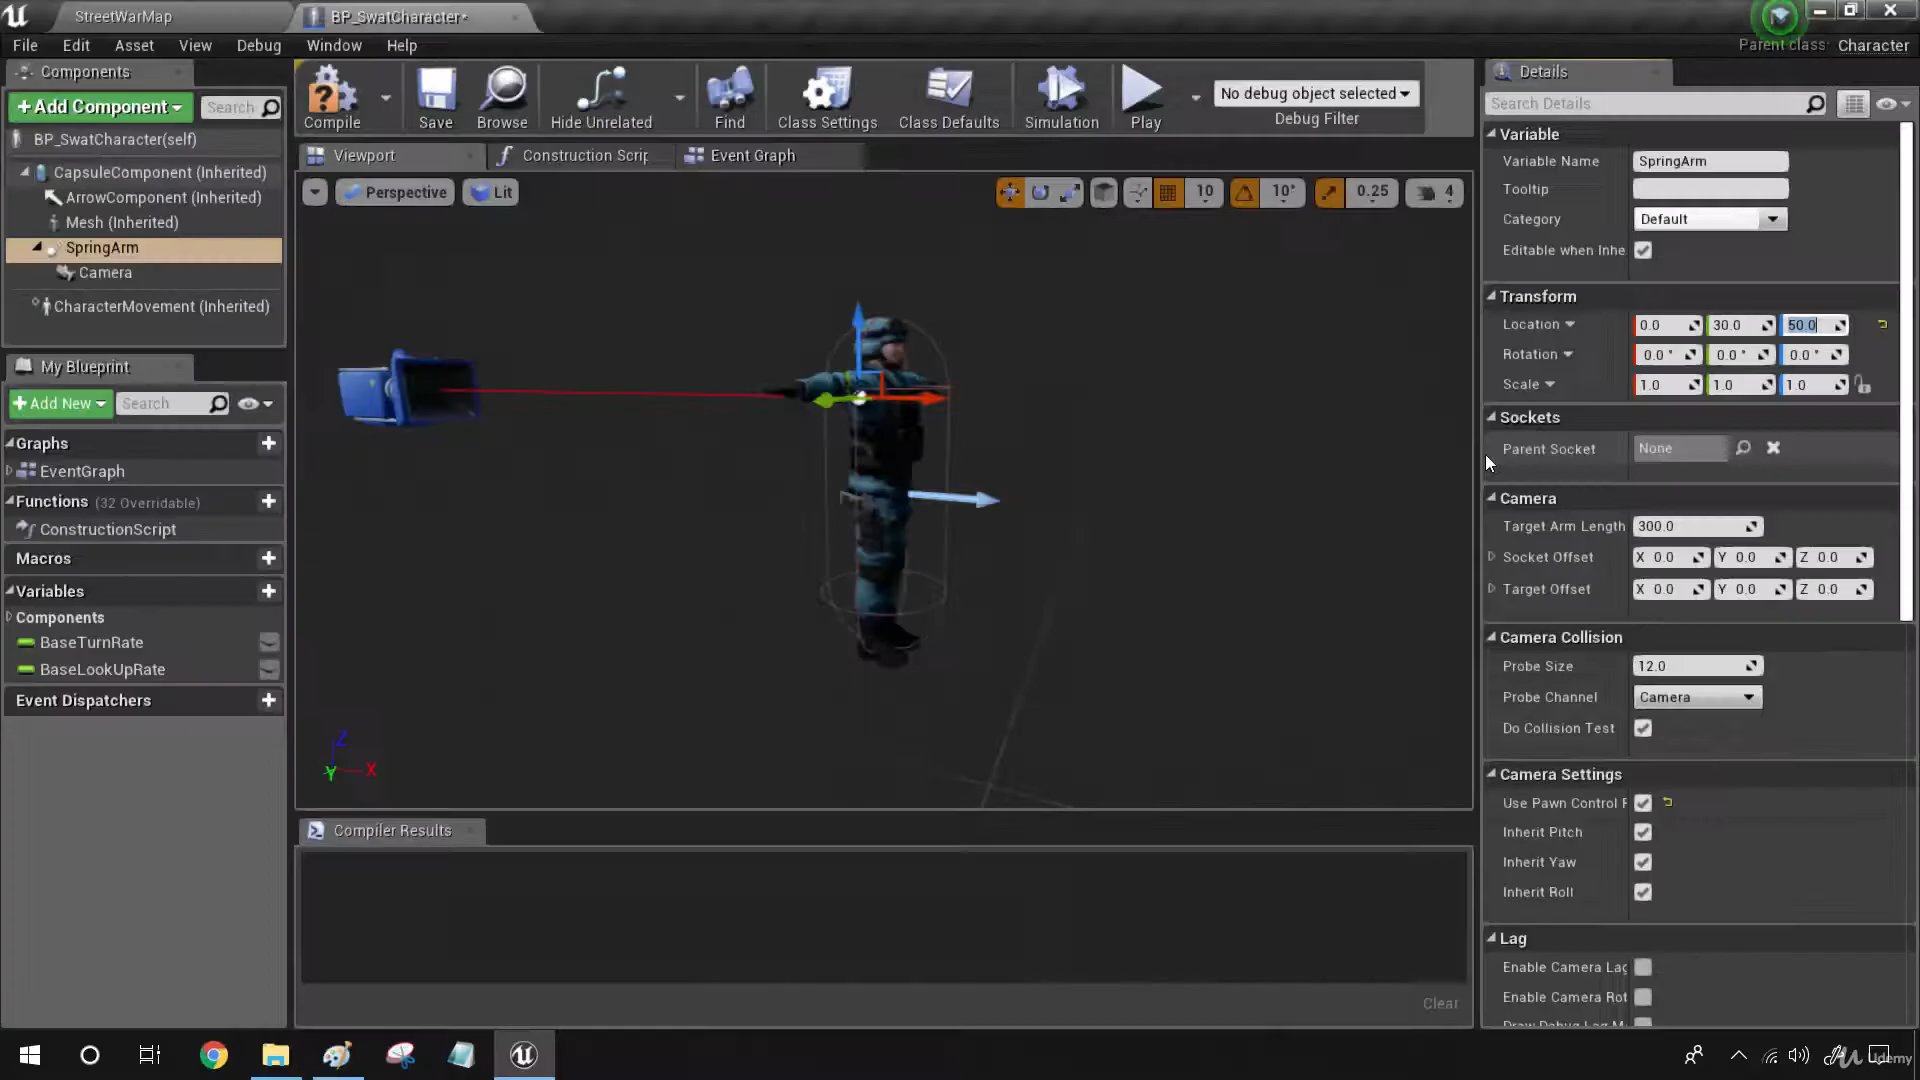 StreetWarMap
BP_SwatCharacter*
File Edit Asset View Debug Window Help
Parent class: Character
Components
+Add Component
Search
BP_SwatCharacter(self)
CapsuleComponent (Inherited)
ArrowComponent (Inherited)
Mesh (Inherited)
SpringArm
Camera
CharacterMovement (Inherited)
My Blueprint
+Add New
Search
Graphs
EventGraph
Functions (32 Overridable)
ConstructionScript
Macros
Variables
Components
BaseTurnRate
BaseLookUpRate
Event Dispatchers
Compile
Save
Browse
Hide Unrelated
Find
Class Settings
Class Defaults
Simulation
Play
No debug object selected
Debug Filter
Viewport
Construction Scrip
Event Graph
Perspective
Lit
10
10°
0.25
4
Z
Y
X
Compiler Results
Clear
Details
Search Details
Variable
Variable Name SpringArm
Tooltip
Category Default
Editable when Inhe
Transform
Location 0.0 30.0 50.0
Rotation 0.0 ° 0.0 ° 0.0 °
Scale 1.0 1.0 1.0
Sockets
Parent Socket None
Camera
Target Arm Length 300.0
Socket Offset X 0.0 Y 0.0 Z 0.0
Target Offset X 0.0 Y 0.0 Z 0.0
Camera Collision
Probe Size 12.0
Probe Channel Camera
Do Collision Test
Camera Settings
Use Pawn Control R
Inherit Pitch
Inherit Yaw
Inherit Roll
Lag
Enable Camera Lag
Enable Camera Rot
Draw Debug Lag M
Udemy